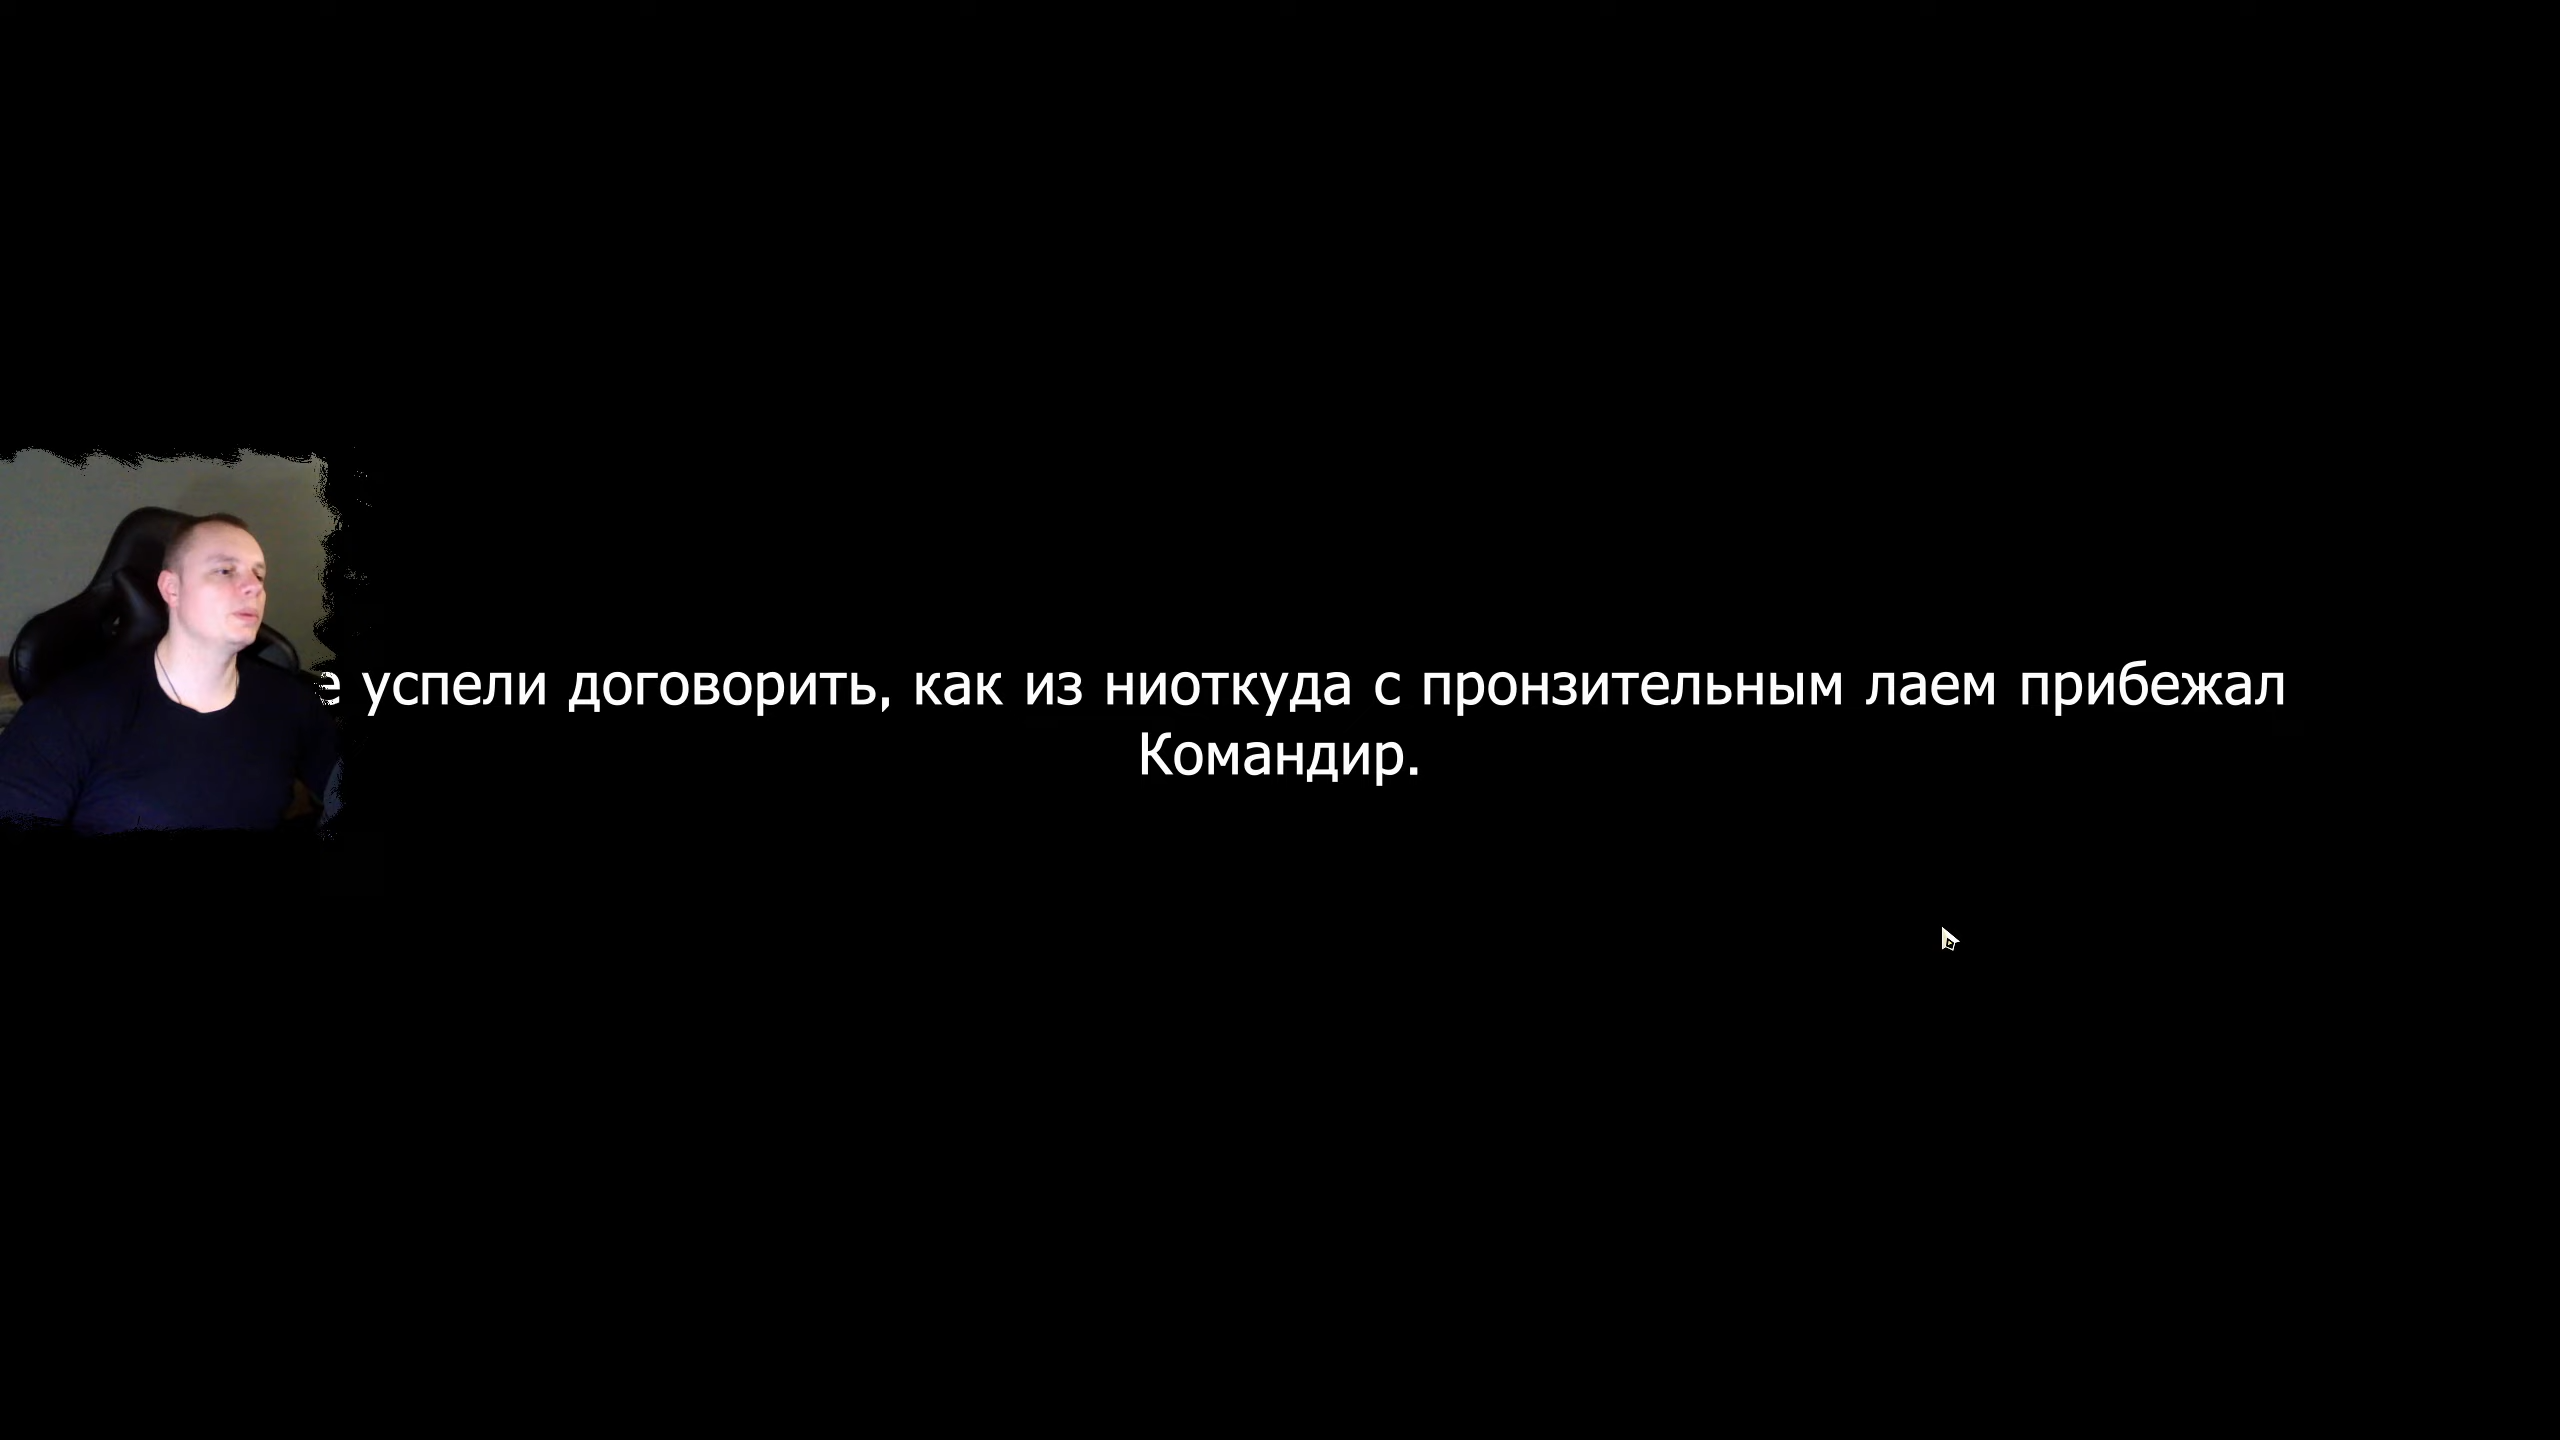 успели договорить, как из ниоткуда с пронзительным лаем прибежал
Командир.